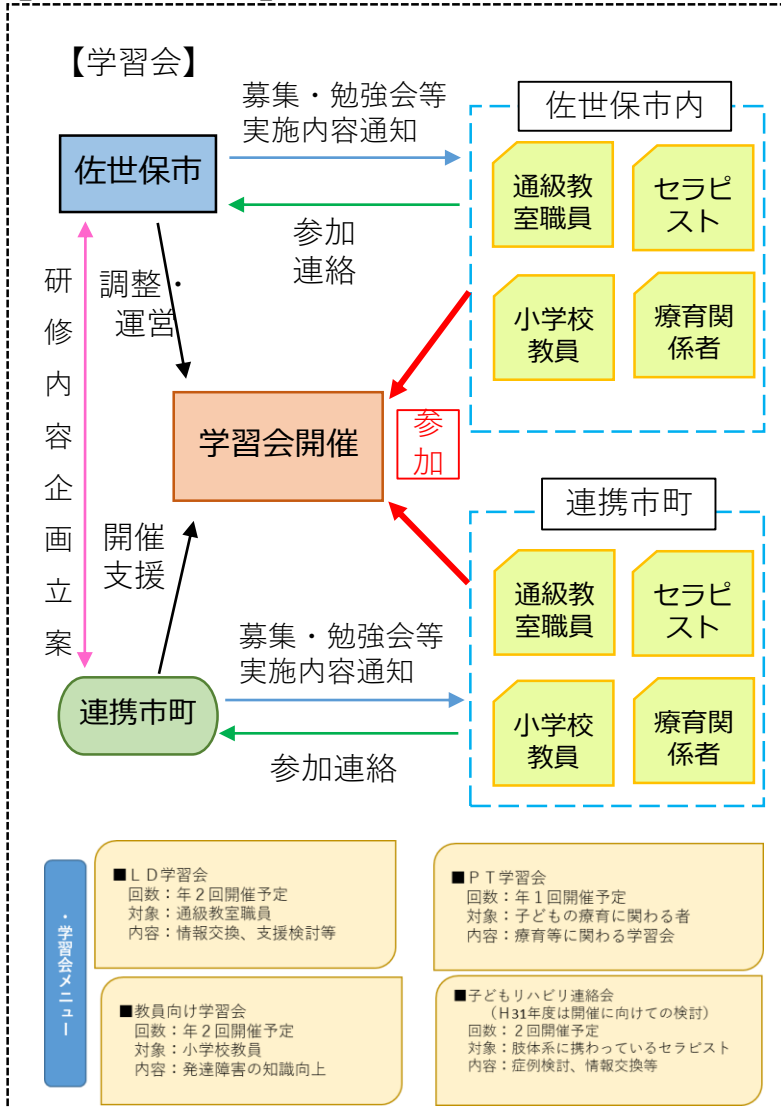 【学習会】
募集・勉強会等
実施内容通知
佐世保市内
佐世保市
通級教
室職員
セラピ
スト
参加
連絡
小学校
教員
療育関
係者
研修内容企画立案
調整・
運営
学習会開催
参加
連携市町
開催
支援
通級教
室職員
セラピ
スト
募集・勉強会等
実施内容通知
連携市町
小学校
教員
療育関
係者
参加連絡
・学習会メニュー
■ＬＤ学習会
回数：年２回開催予定
対象：通級教室職員
内容：情報交換、支援検討等
■ＰＴ学習会
回数：年１回開催予定
対象：子どもの療育に関わる者
内容：療育等に関わる学習会
■教員向け学習会
回数：年２回開催予定
対象：小学校教員
内容：発達障害の知識向上
■子どもリハビリ連絡会
（H31年度は開催に向けての検討）
回数：２回開催予定
対象：肢体系に携わっているセラピスト
内容：症例検討、情報交換等